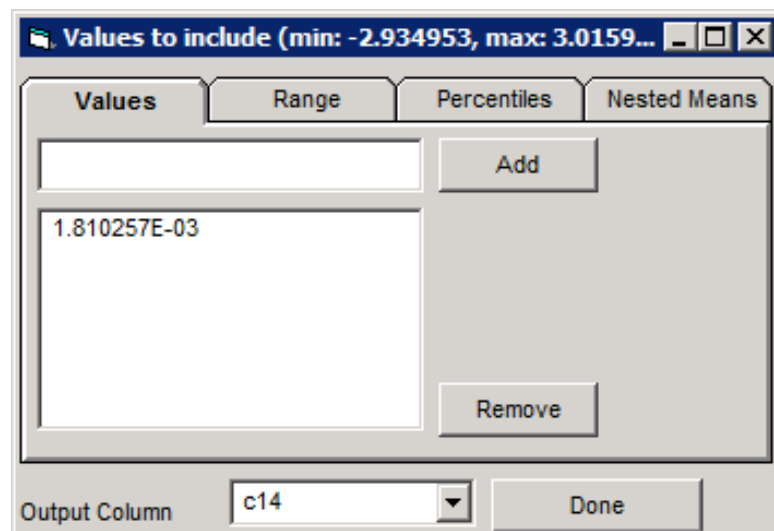 Values to include (min: -2.934953, max: 3.0159...
Values Range Percentiles Nested Means
Add
1.810257E-03
Remove
Output Column c14 Done